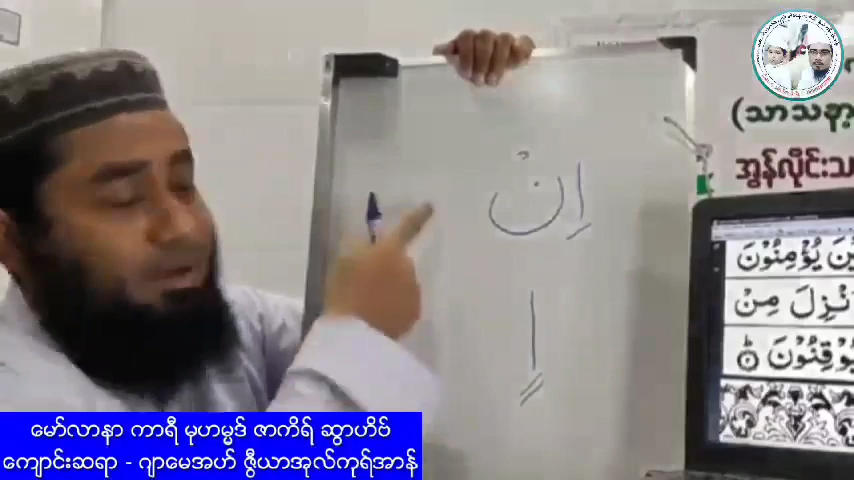 (သာသနာ့
အွန်လိုင်းသ
اِنْ
اٍ
يْنَ يُؤْمِنُوْنَ
نْزِلَ مِنْ
يُوْقِنُوْنَ
မော်လာနာ ကာရီ မုဟမ္မဒ် ဇာကိရ် ဆွာဟိဗ်
ကျောင်းဆရာ - ဂျာမေအဟ် ဇွီယာအုလ်ကုရ်အာန်